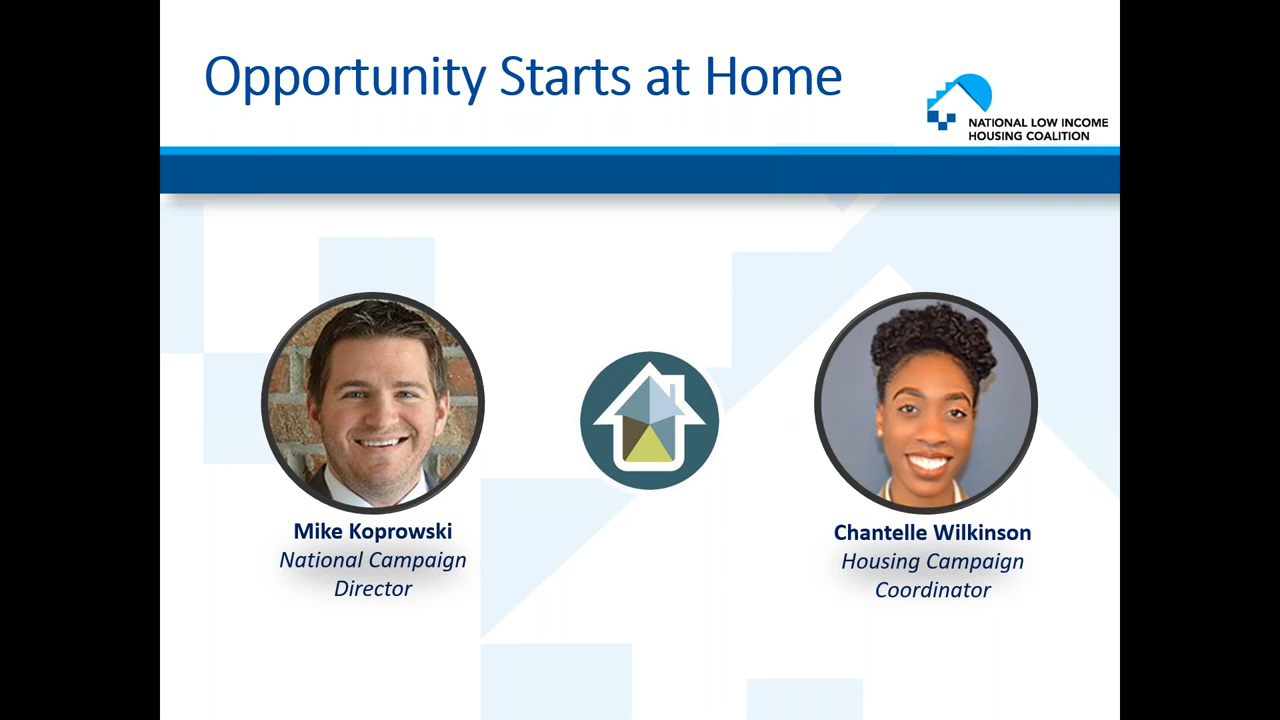 Opportunity Starts at Home
NATIONAL LOW INCOME
HOUSING COALITION
Mike Koprowski
National Campaign
Director
Chantelle Wilkinson
Housing Campaign
Coordinator